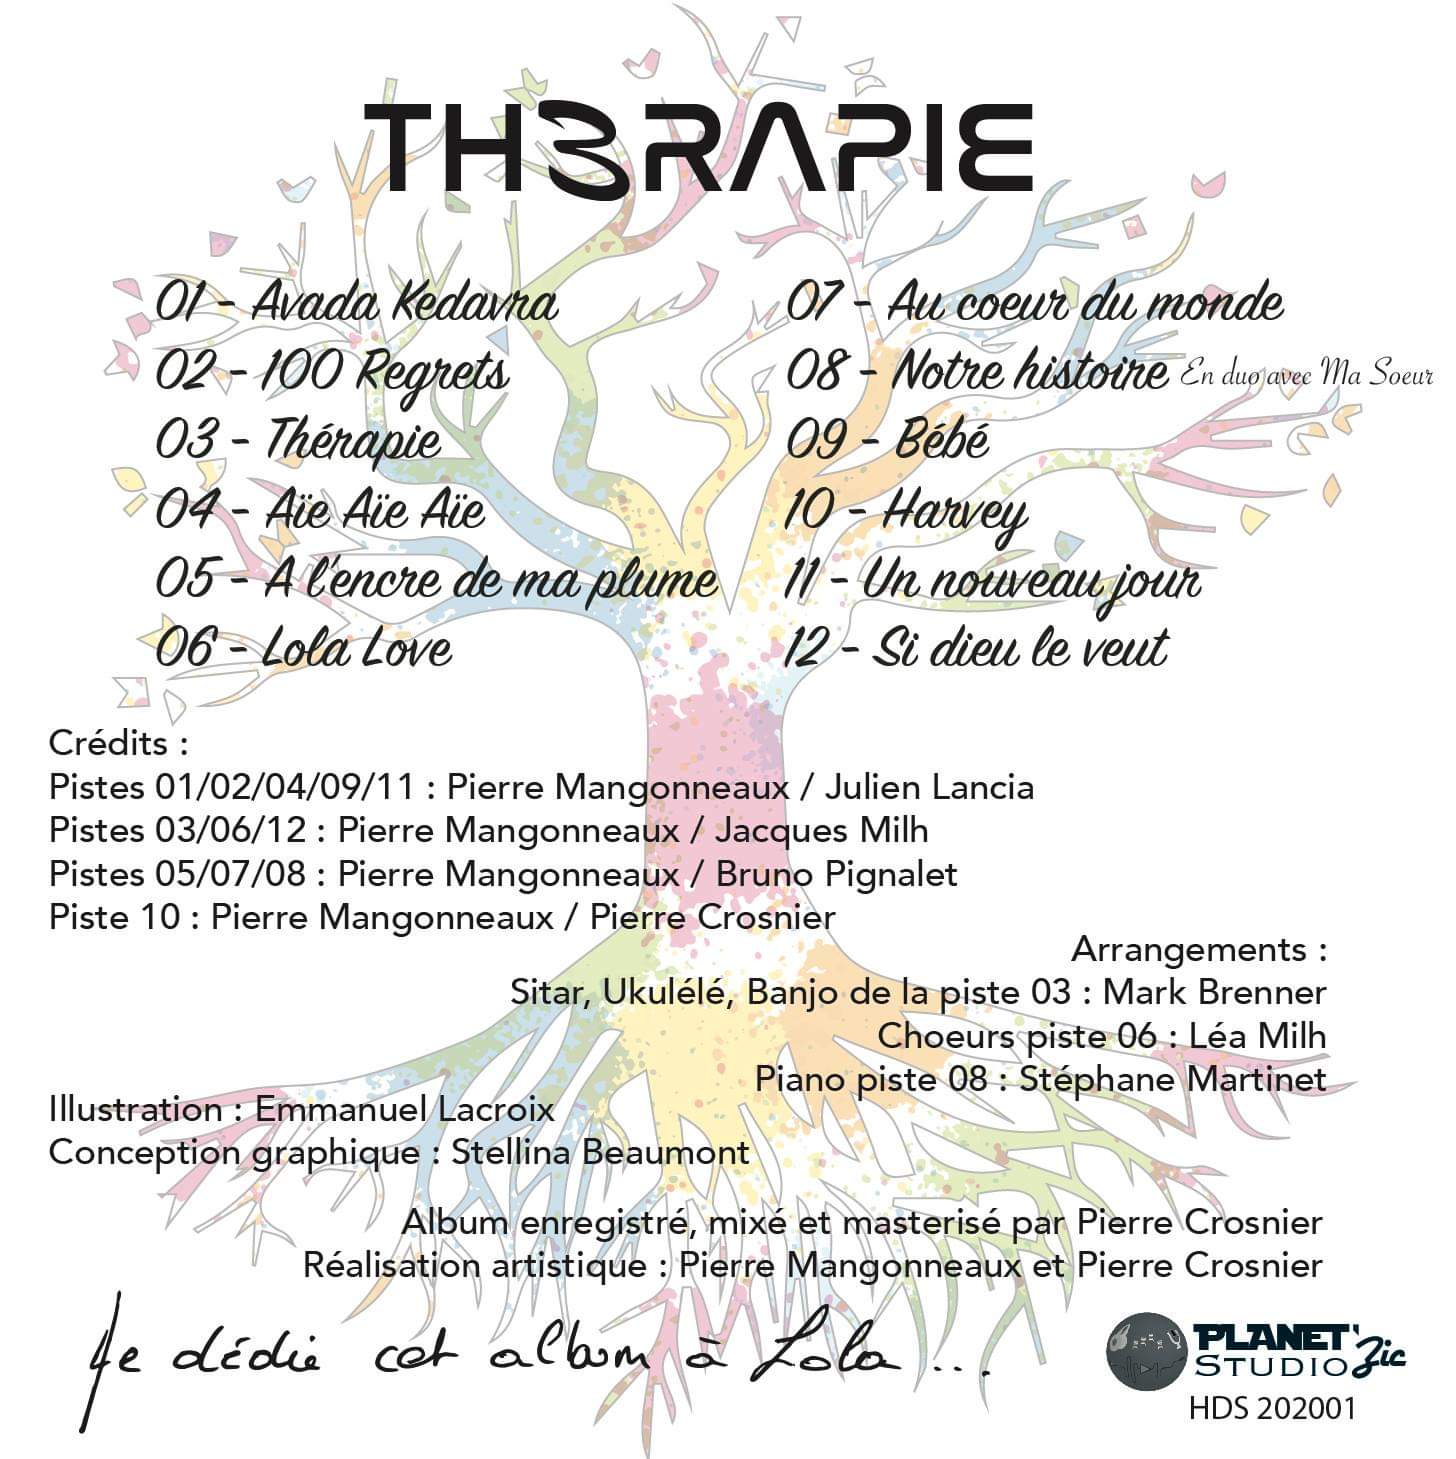 TH3RAPIE
01 - Avada Kedavra
02 - 100 Regrets
03 - Thérapie
04 - Aïe Aïe Aïe
05 - A l'encre de ma plume
06 - Lola Love
07 - Au coeur du monde
08 - Notre histoire En duo avec Ma Soeur
09 - Bébé
10 - Harvey
11 - Un nouveau jour
12 - Si dieu le veut
Crédits :
Pistes 01/02/04/09/11 : Pierre Mangonneaux / Julien Lancia
Pistes 03/06/12 : Pierre Mangonneaux / Jacques Milh
Pistes 05/07/08 : Pierre Mangonneaux / Bruno Pignalet
Piste 10 : Pierre Mangonneaux / Pierre Crosnier
Arrangements :
Sitar, Ukulélé, Banjo de la piste 03 : Mark Brenner
Choeurs piste 06 : Léa Milh
Piano piste 08 : Stéphane Martinet
Illustration : Emmanuel Lacroix
Conception graphique : Stellina Beaumont
Album enregistré, mixé et masterisé par Pierre Crosnier
Réalisation artistique : Pierre Mangonneaux et Pierre Crosnier
Je dédie cet album à Lola ...
PLANET'Zic
STUDIO
HDS 202001